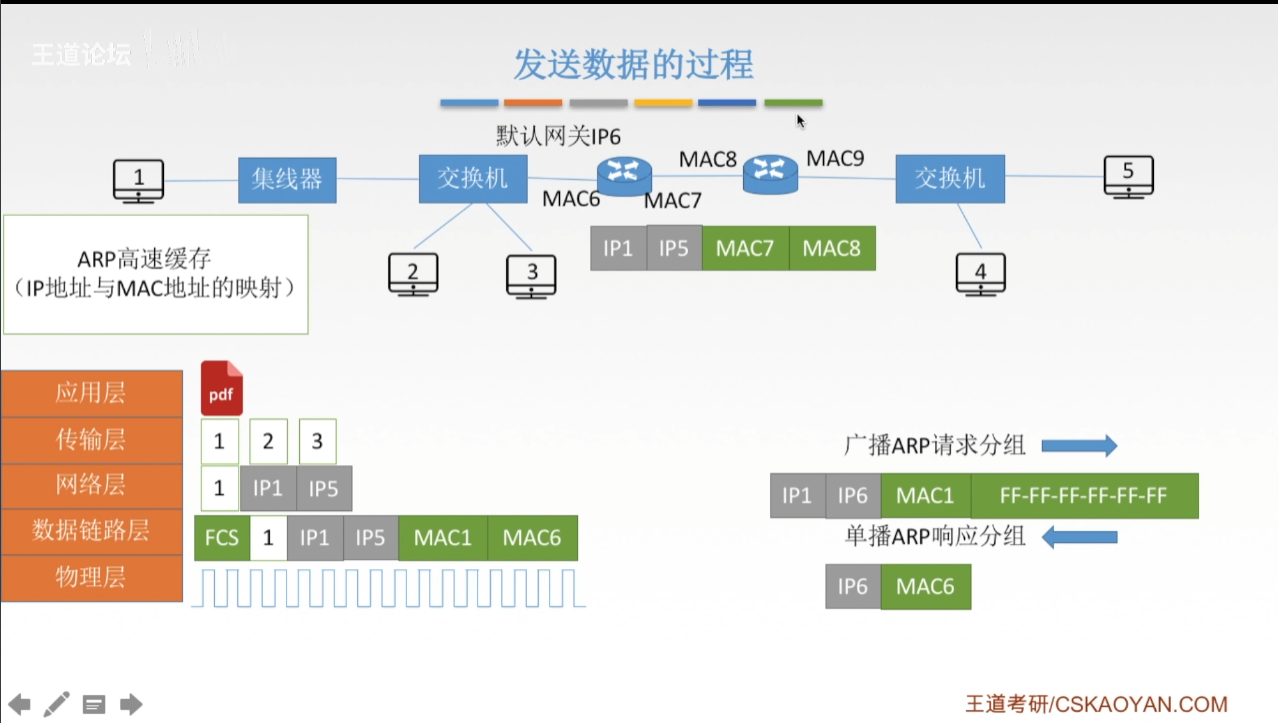 王道论坛
发送数据的过程
默认网关IP6
1
集线器
交换机
MAC6
MAC7
MAC8
MAC9
交换机
5
2
3
4
IP1 IP5 MAC7 MAC8
ARP高速缓存
（IP地址与MAC地址的映射）
应用层
pdf
传输层
1 2 3
网络层
1 IP1 IP5
数据链路层
FCS 1 IP1 IP5 MAC1 MAC6
物理层
广播ARP请求分组
IP1 IP6 MAC1 FF-FF-FF-FF-FF-FF
单播ARP响应分组
IP6 MAC6
王道考研/CSKAOYAN.COM